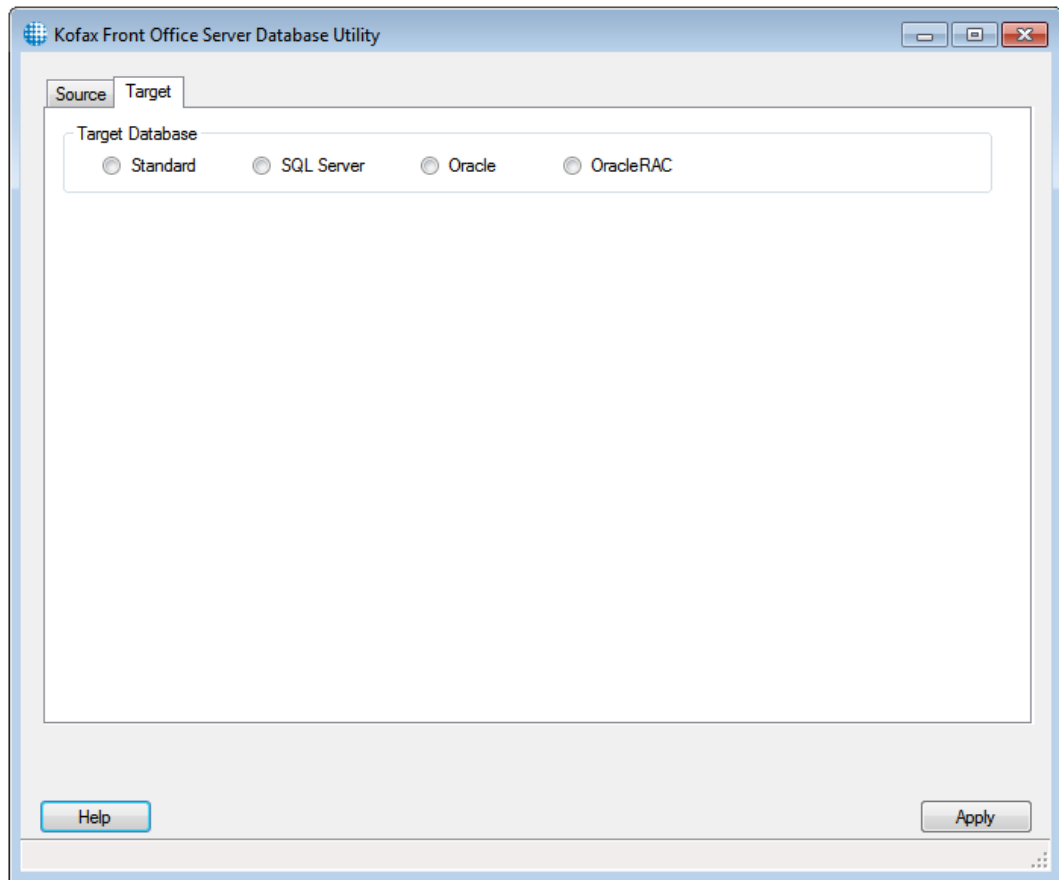 Kofax Front Office Server Database Utility
Source Target
Target Database
Standard SQL Server Oracle OracleRAC
Help Apply